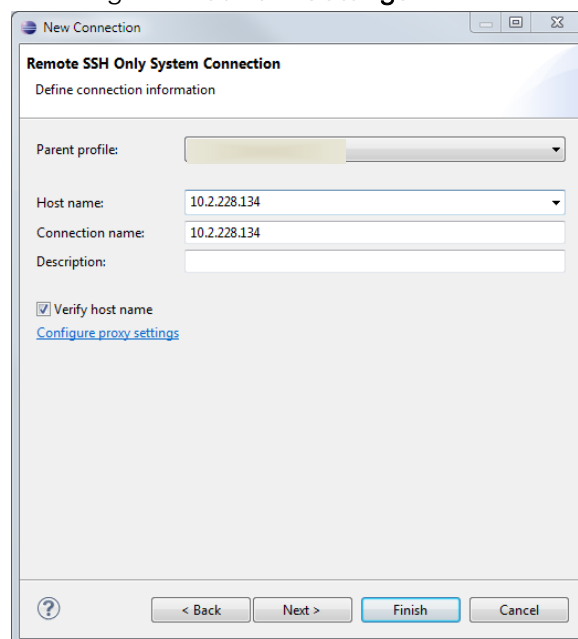 New Connection
Remote SSH Only System Connection
Define connection information
Parent profile:
Host name: 10.2.228.134
Connection name: 10.2.228.134
Description:
Verify host name
Configure proxy settings
< Back Next > Finish Cancel